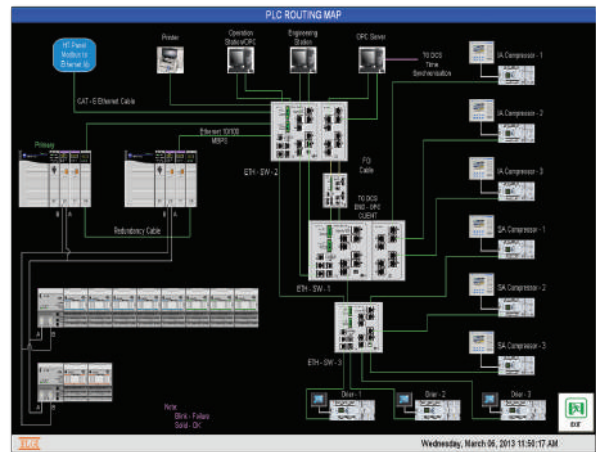 PLC ROUTING MAP
HT Panel
Modbus to
Ethernet
Printer
Operation
Station/OPC
Engineering
Station
OPC Server
TO DCS
Time
Synchronisation
IA Compressor - 1
CAT - 6 Ethernet Cable
IA Compressor - 2
Primary
Ethernet 10/100
MBPS
ETH - SW - 2
FO
Cable
IA Compressor - 3
B A
B A
TO DCS
OPC
CLIENT
Redundancy Cable
SA Compressor - 1
ETH - SW - 1
SA Compressor - 2
A B
ETH - SW - 3
SA Compressor - 3
A B
Note:
Blink - Failure
Solid - OK
Drier - 1
Drier - 2
Drier - 3
EXIT
Wednesday, March 06, 2013 11:50:17 AM